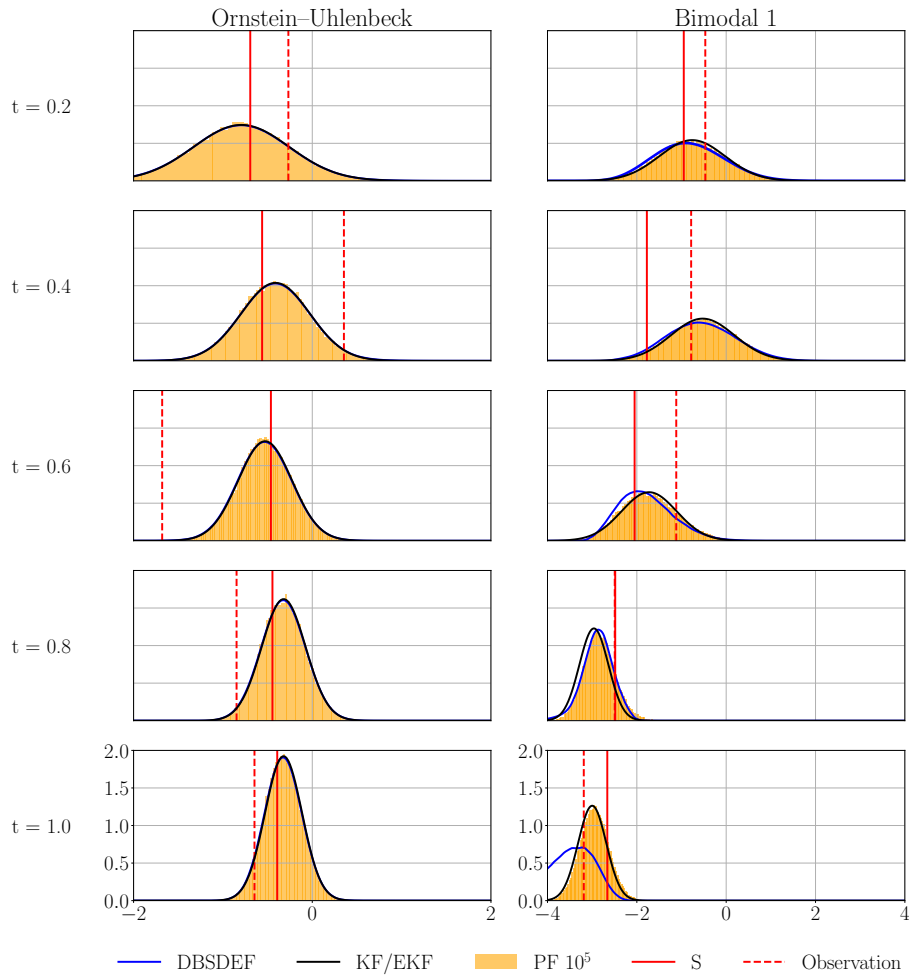 Ornstein–Uhlenbeck Bimodal 1
t = 0.2
t = 0.4
t = 0.6
t = 0.8
2.0 2.0
1.5 1.5
t = 1.0
1.0 1.0
0.5 0.5
0.0 0.0
−2 0 2 −4 −2 0 2 4
DBSDEF KF/EKF PF 10⁵ S Observation